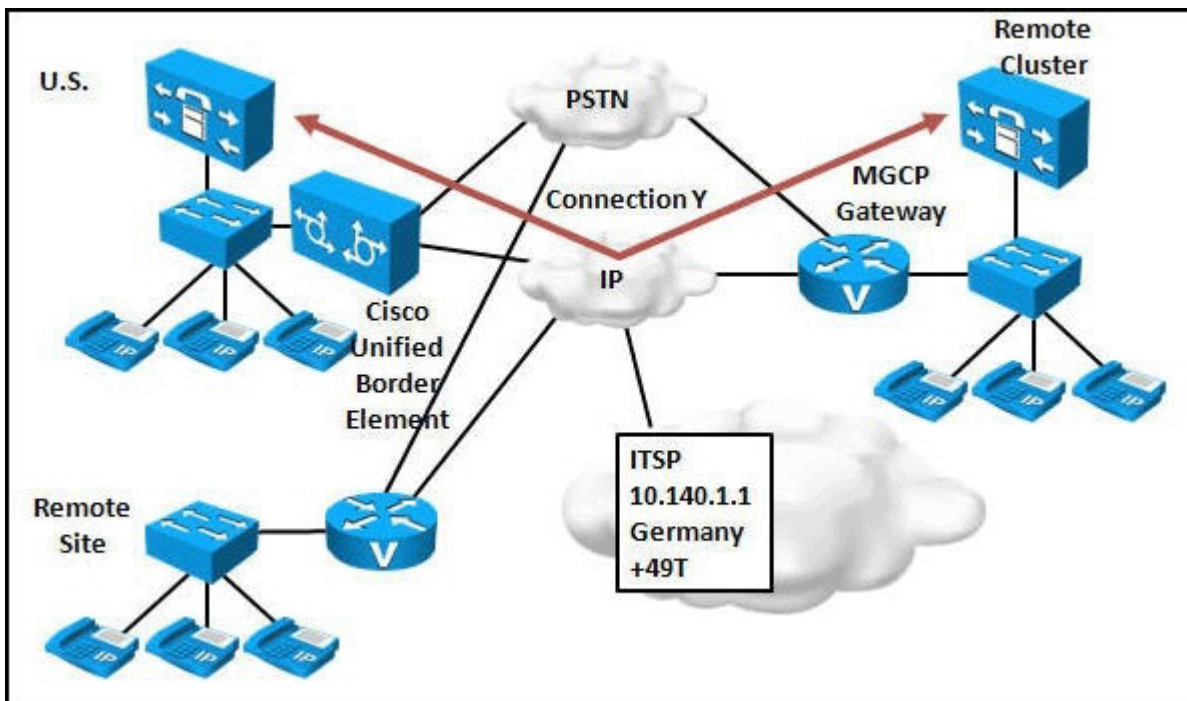 U.S.
PSTN
Remote
Cluster
Connection Y
MGCP
Gateway
IP
V
Cisco
Unified
Border
Element
IP
IP
IP
IP
IP
IP
ITSP
10.140.1.1
Germany
+49T
Remote
Site
V
IP
IP
IP